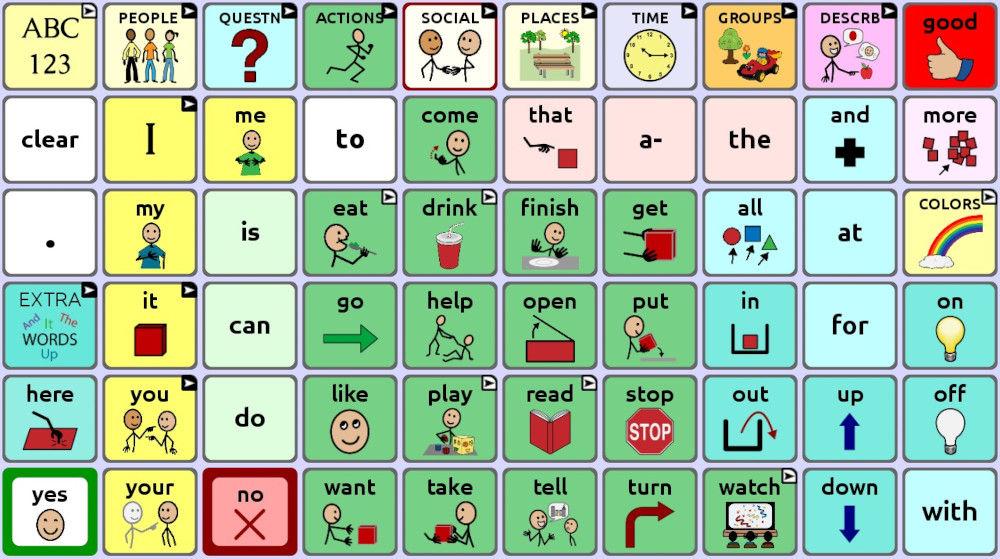 ABC
123
PEOPLE
QUESTN
ACTIONS
SOCIAL
PLACES
TIME
GROUPS
DESCRB
good
clear
I
me
to
come
that
a-
the
and
more
.
my
is
eat
drink
finish
get
all
at
COLORS
EXTRA
And It The
WORDS
Up
it
can
go
help
open
put
in
for
on
here
you
do
like
play
read
stop
STOP
out
up
off
yes
your
no
want
take
tell
turn
watch
down
with